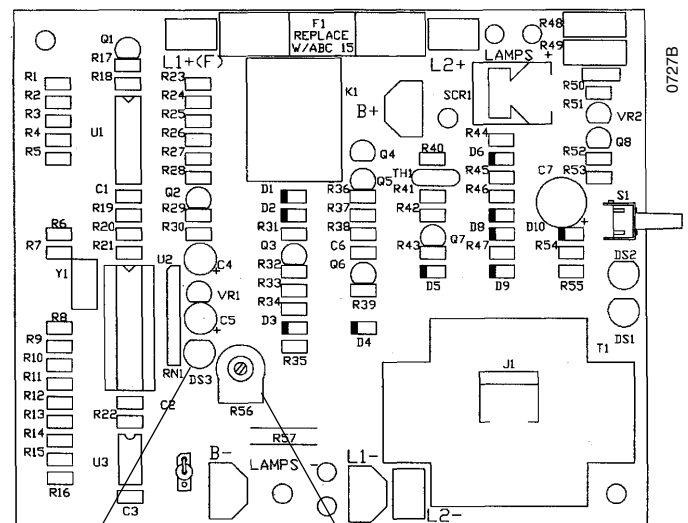 F1
REPLACE
W/ABC 15
L1+(F)
L2+
LAMPS +
R48
R49
0727B
Q1
R17
R18
R1
R2
R3
R4
R5
U1
R23
R24
R25
R26
R27
R28
K1
B+
SCR1
R50
R51
VR2
Q8
R52
R53
R44
D6
R45
R46
C7
S1
Q4
Q5
R40
TH1
R41
R42
C1
R19
R20
R21
Q2
R29
R30
D1
D2
R31
Q3
R32
R33
R34
D3
R35
R36
R37
R38
C6
Q6
R39
D4
R43
Q7
D5
D8
R47
D9
D10
+
R54
R55
DS2
DS1
R6
R7
Y1
U2
C4
+
VR1
C5
+
DS3
RN1
R8
R9
R10
R11
R12
R13
R14
R15
R16
C2
R22
U3
C3
R56
R57
B-
LAMPS -
L1-
L2-
J1
T1